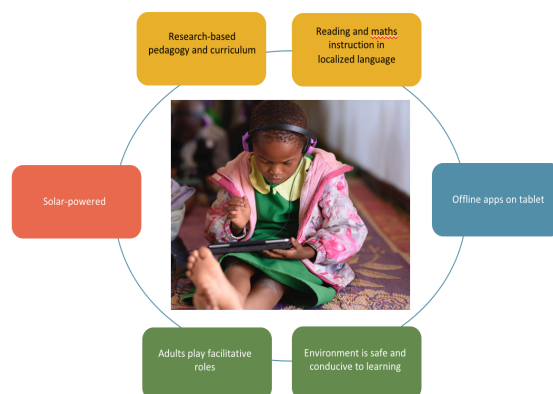 Research-based
pedagogy and curriculum
Reading and maths
instruction in
localized language
Solar-powered
Offline apps on tablet
Adults play facilitative
roles
Environment is safe and
conducive to learning